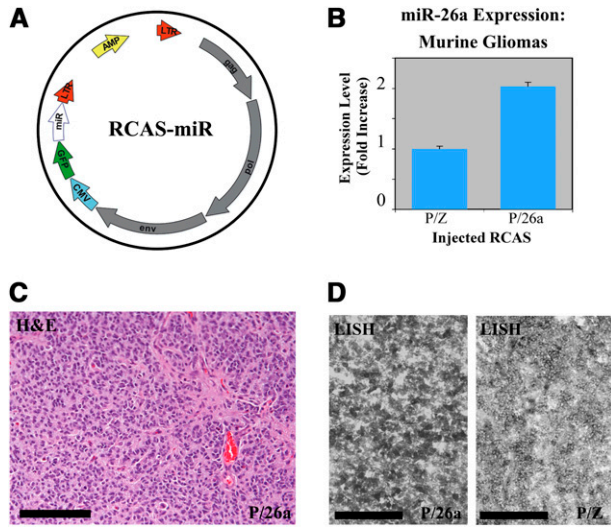 A
LTR
AMP
gag
LTR
miR
RCAS-miR
GFP
pol
CMV
env
B
miR-26a Expression:
Murine Gliomas
Expression Level
(Fold Increase)
2
1
0
P/Z
P/26a
Injected RCAS
C
H&E
P/26a
D
LISH
P/26a
LISH
P/Z